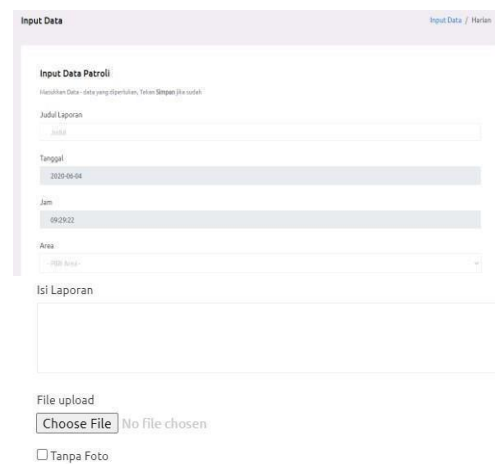 Input Data
Input Data / Harian
Input Data Patroli
Masukkan Data - data yang diperlukan, Tekan Simpan jika sudah
Judul Laporan
Judul
Tanggal
2020-06-04
Jam
09:29:22
Area
- Pilih Area -
Isi Laporan
File upload
Choose File No file chosen
Tanpa Foto